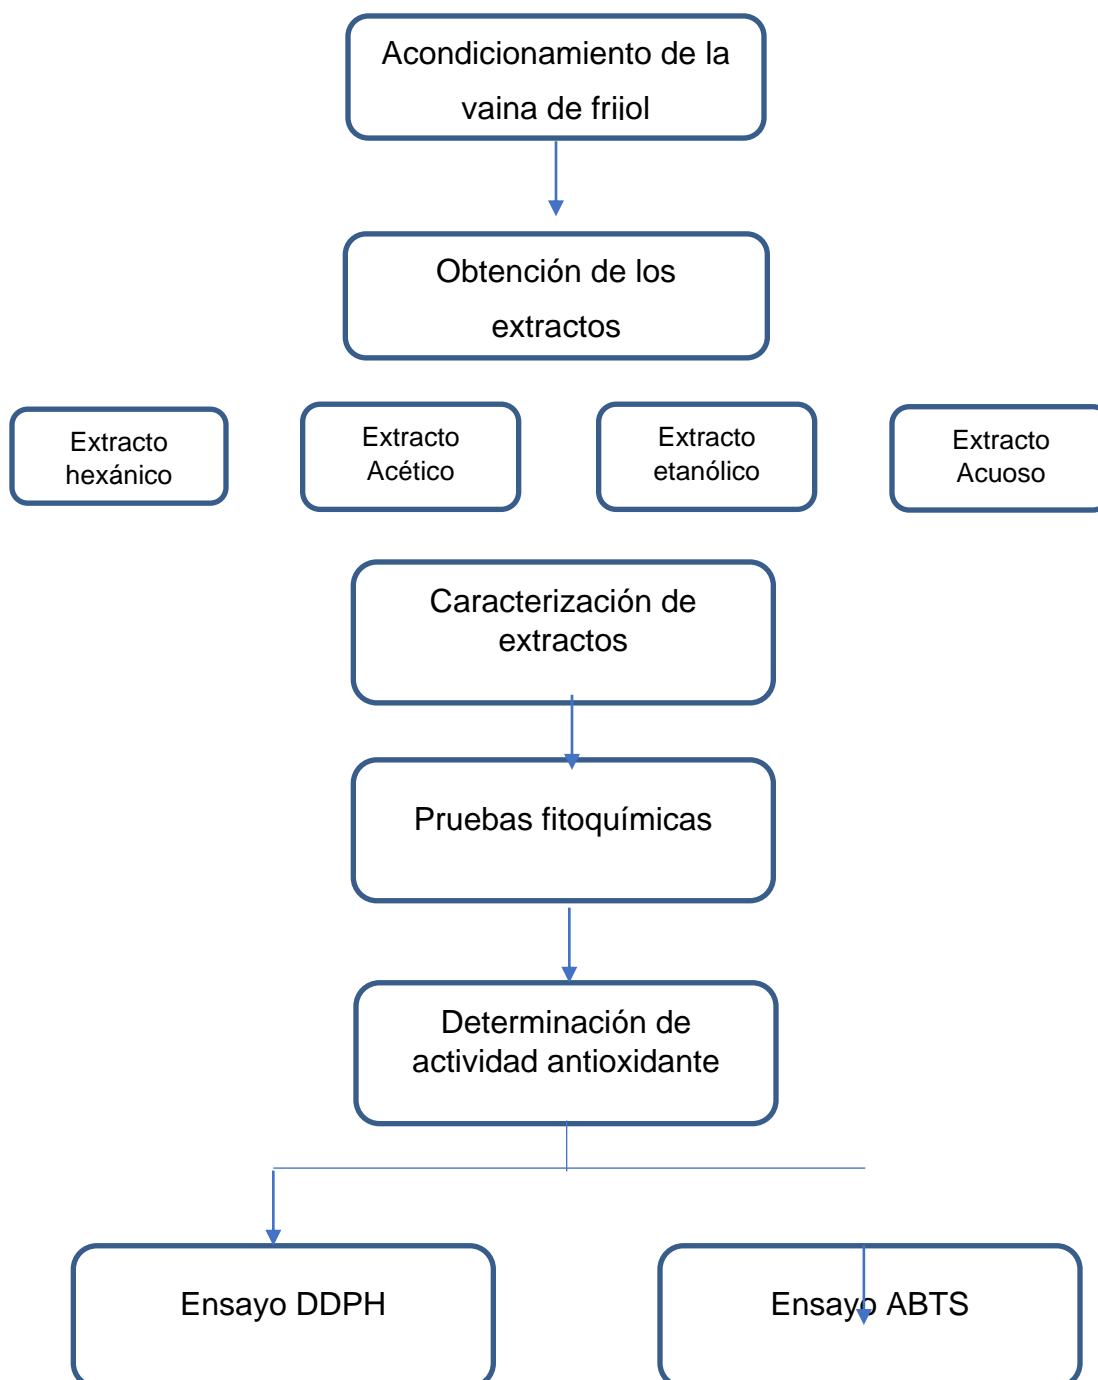 Acondicionamiento de la
vaina de friiol
Obtención de los
extractos
Extracto
hexánico
Extracto
Acético
Extracto
etanólico
Extracto
Acuoso
Caracterización de
extractos
Pruebas fitoquímicas
Determinación de
actividad antioxidante
Ensayo DDPH
Ensayo ABTS